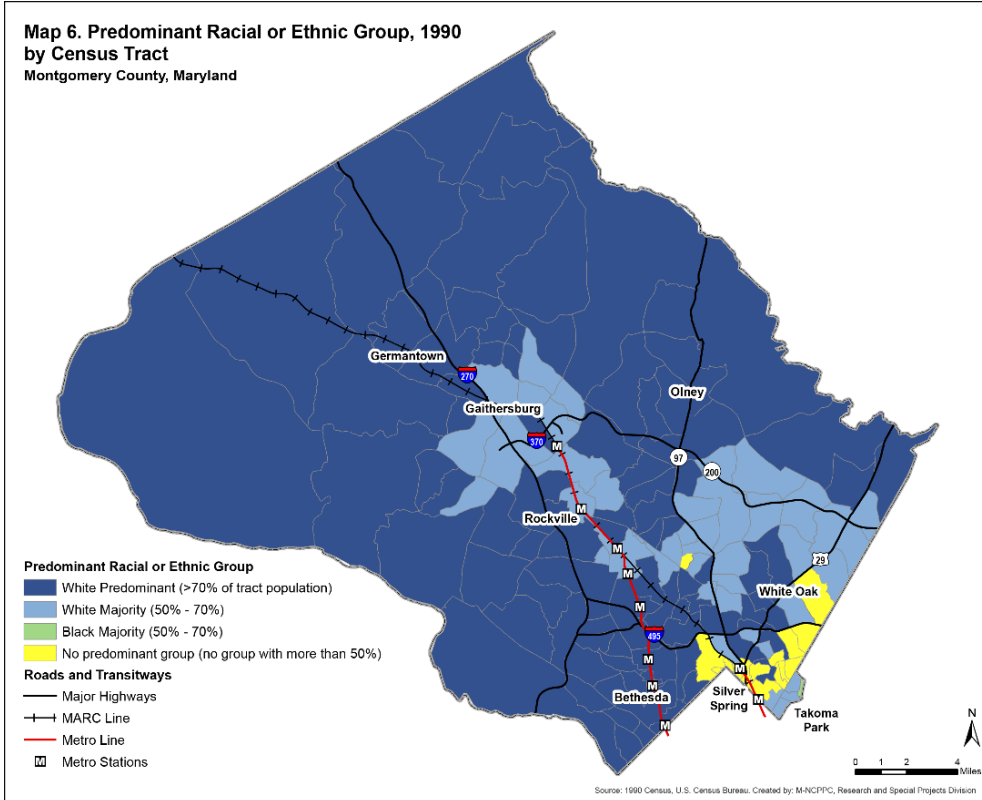 Map 6. Predominant Racial or Ethnic Group, 1990
by Census Tract
Montgomery County, Maryland
Germantown
270
Gaithersburg
Olney
370
M
97
200
Rockville
M
M
M
29
White Oak
M
495
M
M
M
Bethesda
Silver
Spring
M
Takoma
Park
M
Predominant Racial or Ethnic Group
White Predominant (>70% of tract population)
White Majority (50% - 70%)
Black Majority (50% - 70%)
No predominant group (no group with more than 50%)
Roads and Transitways
Major Highways
MARC Line
Metro Line
M Metro Stations
N
0 1 2 4
Miles
Source: 1990 Census, U.S. Census Bureau. Created by: M-NCPPC, Research and Special Projects Division